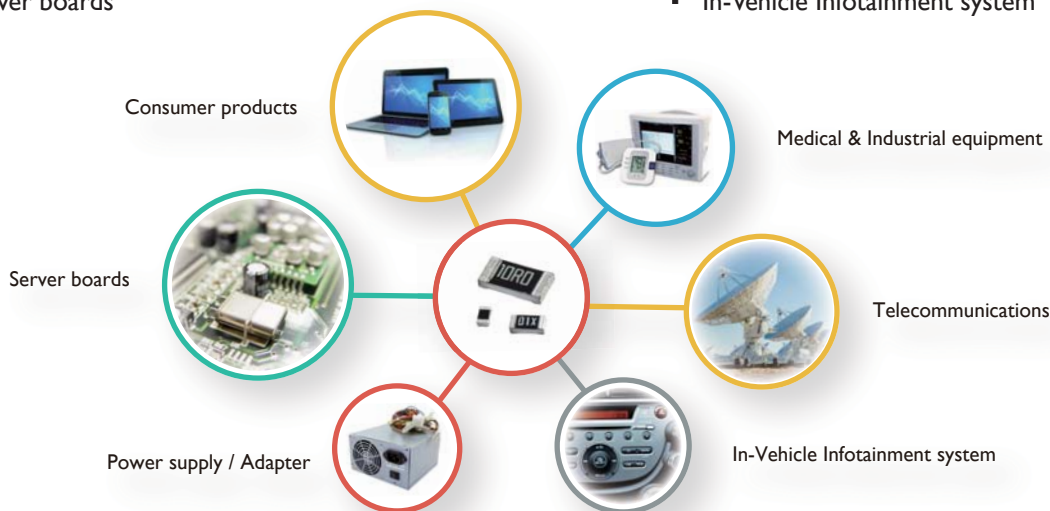 ver boards
▪ In-Vehicle Infotainment system
Consumer products
Medical & Industrial equipment
10R0
01X
Server boards
Telecommunications
Power supply / Adapter
In-Vehicle Infotainment system